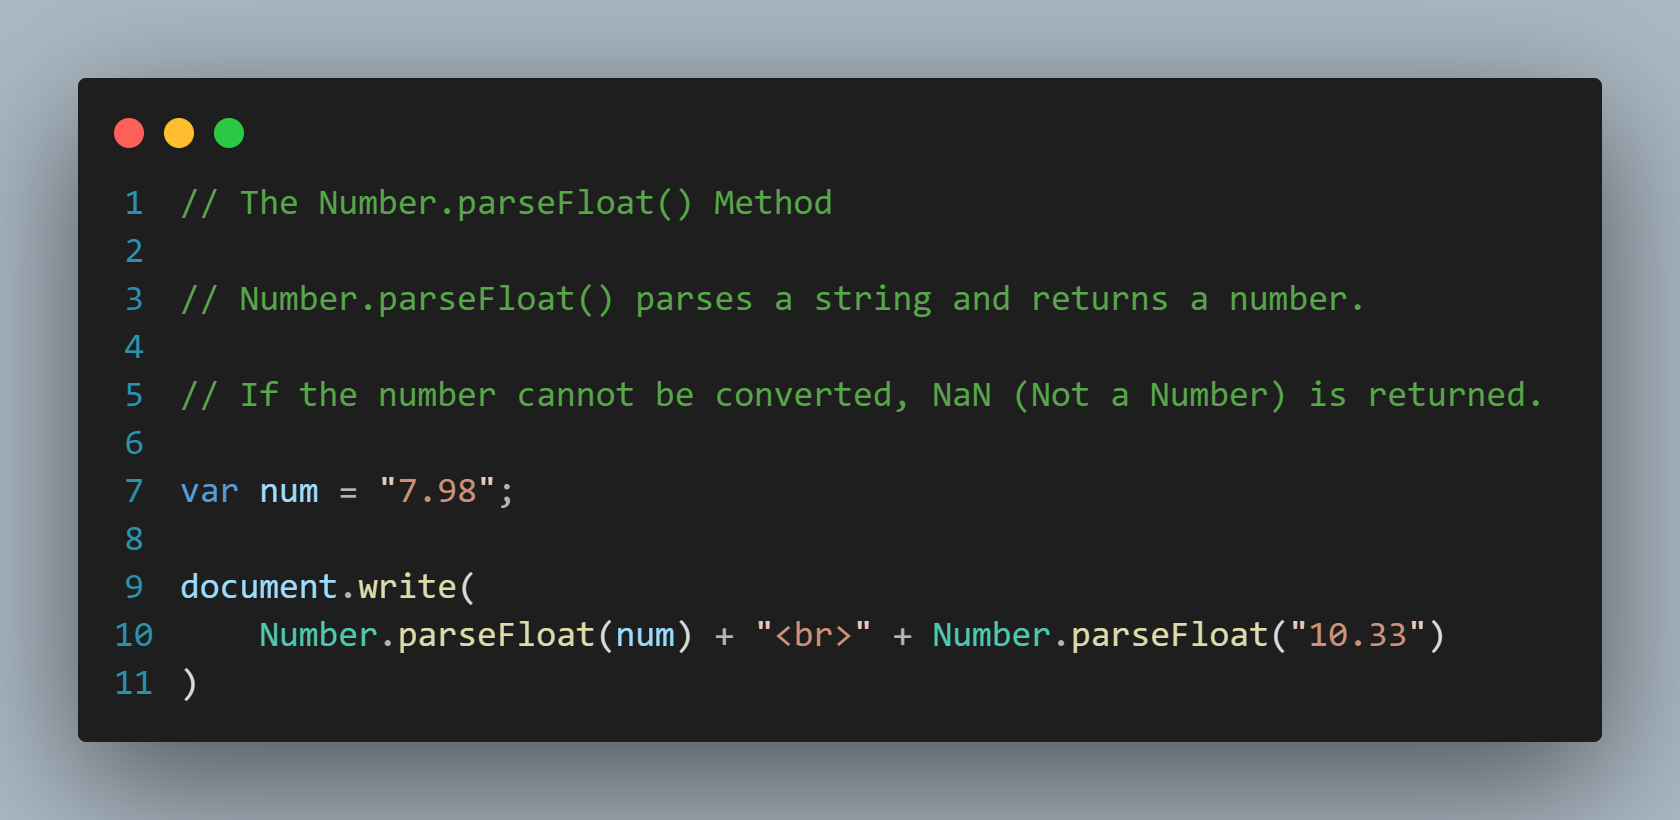 1 // The Number.parseFloat() Method
2
3 // Number.parseFloat() parses a string and returns a number.
4
5 // If the number cannot be converted, NaN (Not a Number) is returned.
6
7 var num = "7.98";
8
9 document.write(
10     Number.parseFloat(num) + "<br>" + Number.parseFloat("10.33")
11 )